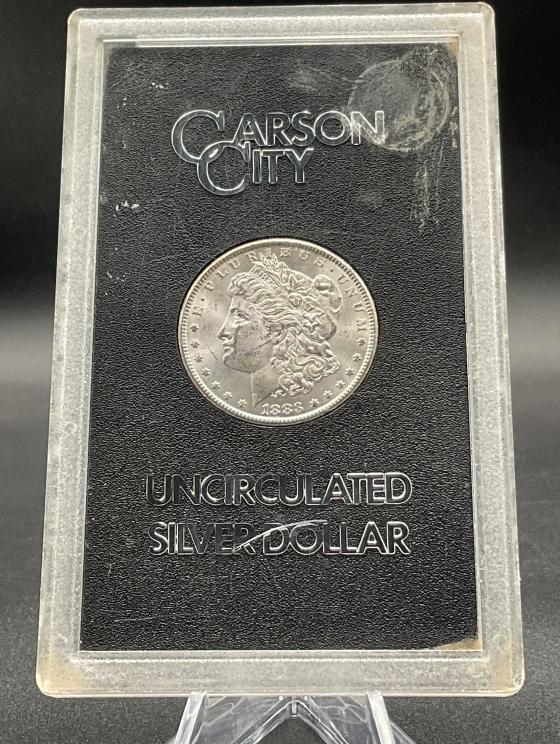 CARSON
CITY
E · PLURIBUS · UNUM
1883
UNCIRCULATED
SILVER DOLLAR